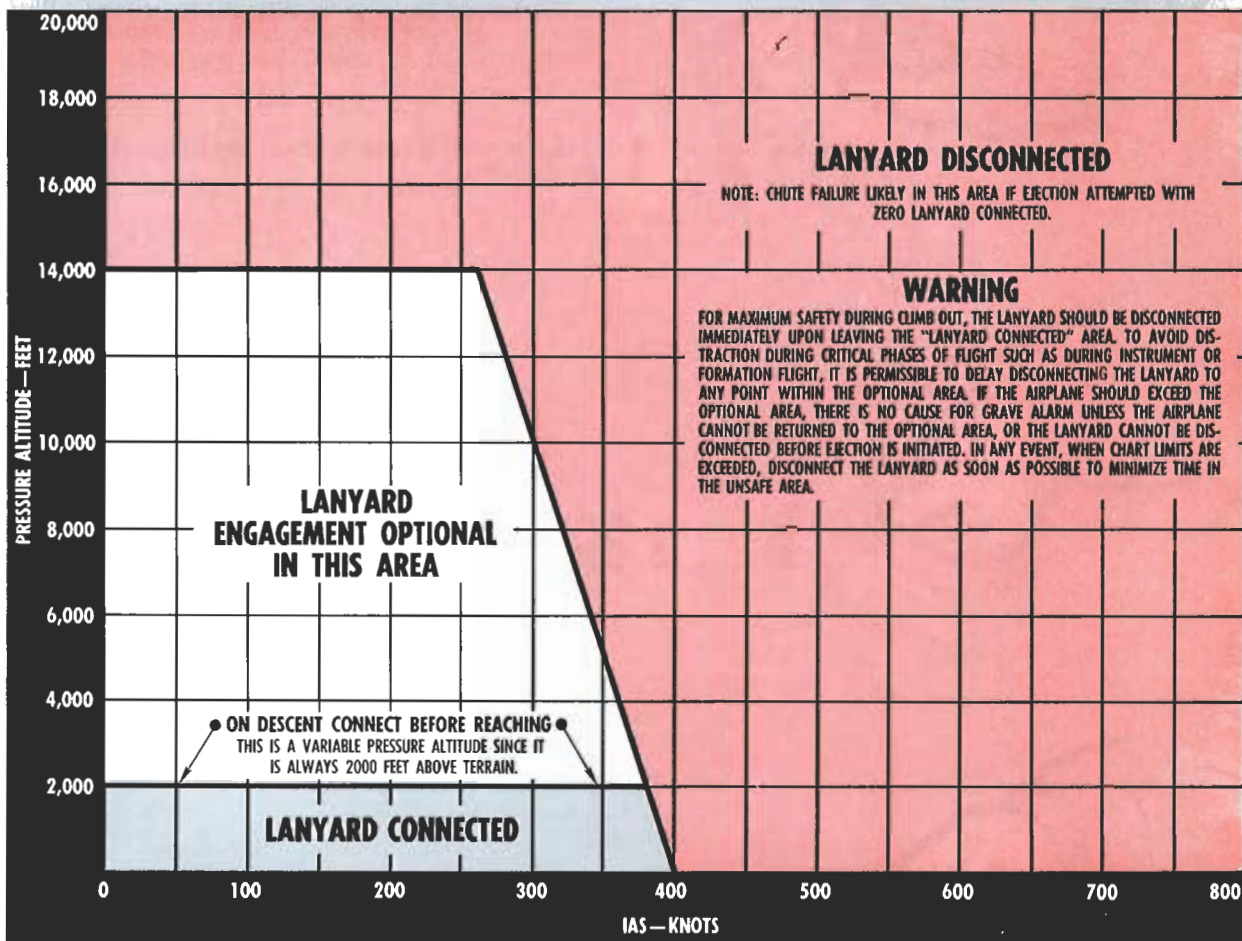 20,000
18,000
16,000
14,000
12,000
10,000
8,000
6,000
4,000
2,000
PRESSURE ALTITUDE—FEET
LANYARD DISCONNECTED
NOTE: CHUTE FAILURE LIKELY IN THIS AREA IF EJECTION ATTEMPTED WITH
ZERO LANYARD CONNECTED.
WARNING
FOR MAXIMUM SAFETY DURING CLIMB OUT, THE LANYARD SHOULD BE DISCONNECTED
IMMEDIATELY UPON LEAVING THE "LANYARD CONNECTED" AREA. TO AVOID DIS-
TRACTION DURING CRITICAL PHASES OF FLIGHT SUCH AS DURING INSTRUMENT OR
FORMATION FLIGHT, IT IS PERMISSIBLE TO DELAY DISCONNECTING THE LANYARD TO
ANY POINT WITHIN THE OPTIONAL AREA. IF THE AIRPLANE SHOULD EXCEED THE
OPTIONAL AREA, THERE IS NO CAUSE FOR GRAVE ALARM UNLESS THE AIRPLANE
CANNOT BE RETURNED TO THE OPTIONAL AREA, OR THE LANYARD CANNOT BE DIS-
CONNECTED BEFORE EJECTION IS INITIATED. IN ANY EVENT, WHEN CHART LIMITS ARE
EXCEEDED, DISCONNECT THE LANYARD AS SOON AS POSSIBLE TO MINIMIZE TIME IN
THE UNSAFE AREA.
LANYARD
ENGAGEMENT OPTIONAL
IN THIS AREA
ON DESCENT CONNECT BEFORE REACHING
THIS IS A VARIABLE PRESSURE ALTITUDE SINCE IT
IS ALWAYS 2000 FEET ABOVE TERRAIN.
LANYARD CONNECTED
0 100 200 300 400 500 600 700 800
IAS—KNOTS